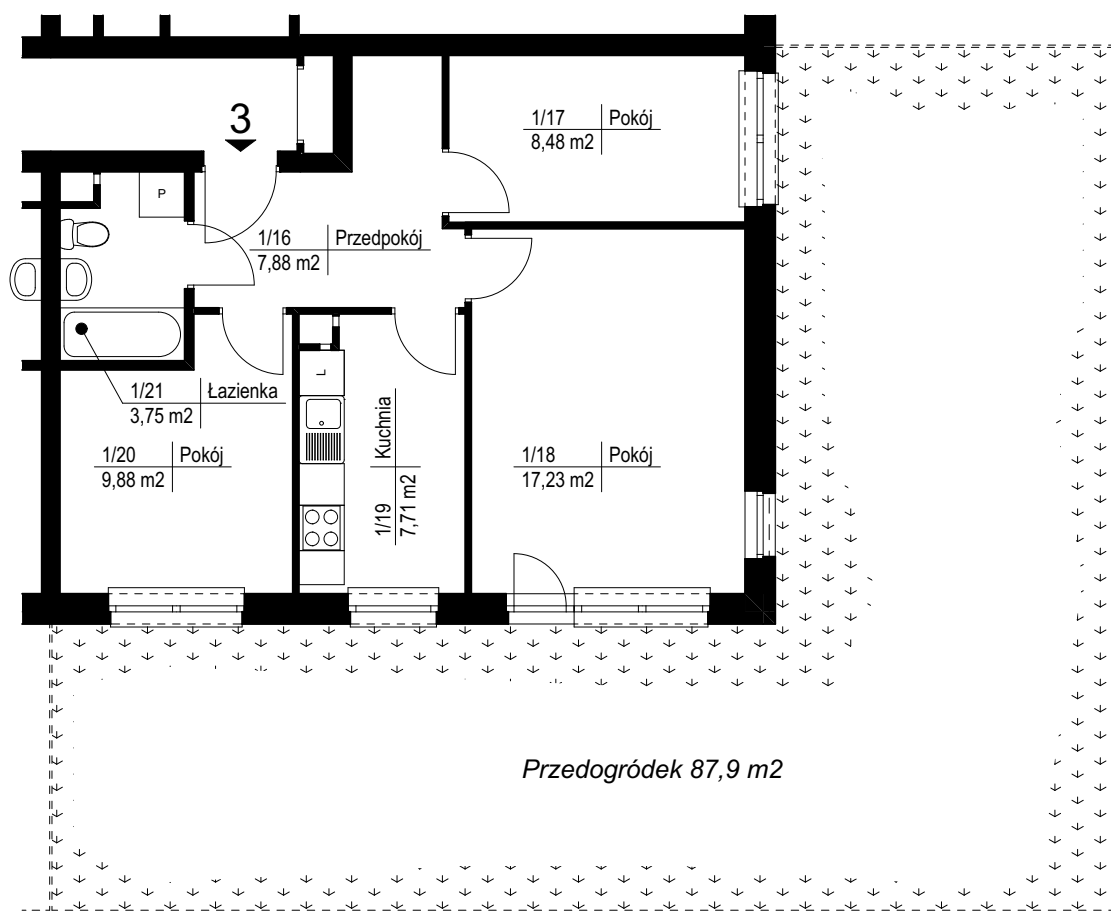 3
1/17 Pokój
8,48 m2
P
1/16 Przedpokój
7,88 m2
L
1/21 Łazienka
3,75 m2
1/20 Pokój
9,88 m2
1/19 Kuchnia
7,71 m2
1/18 Pokój
17,23 m2
Przedogródek 87,9 m2